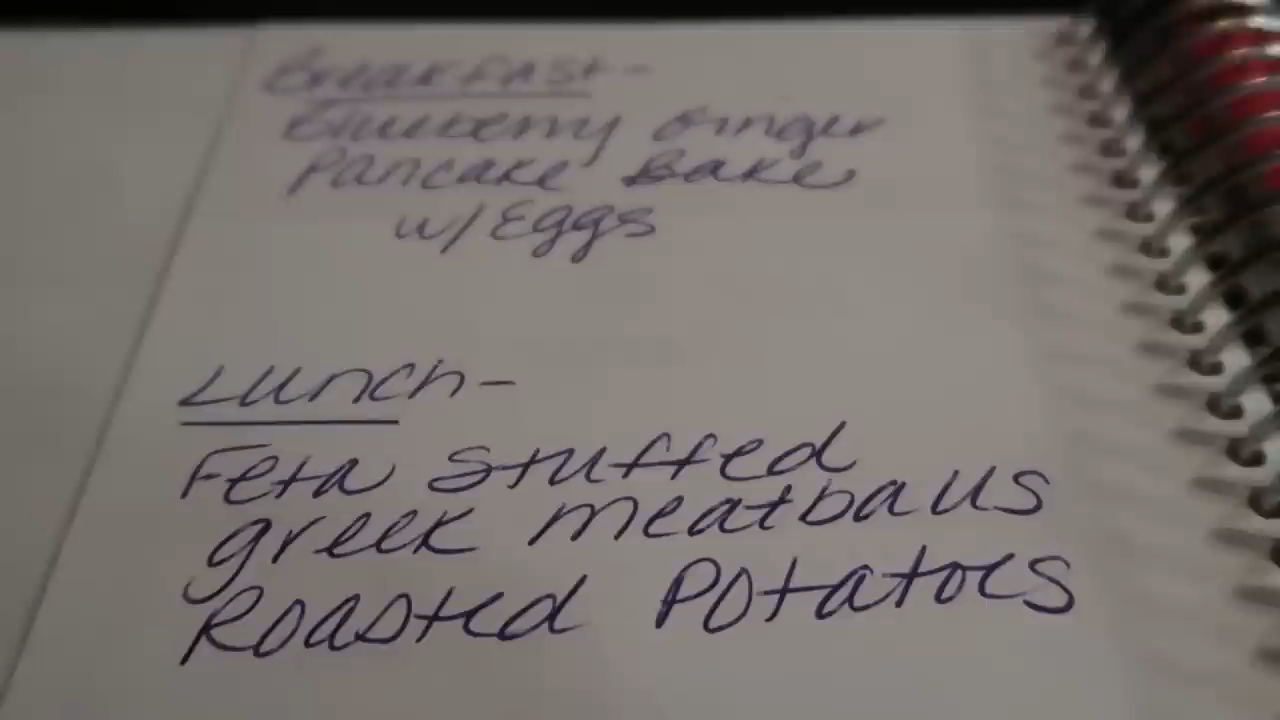 Breakfast-
Blueberry Ginger
Pancake Bake
w/ Eggs
Lunch-
Feta stuffed
greek meatballs
Roasted Potatoes